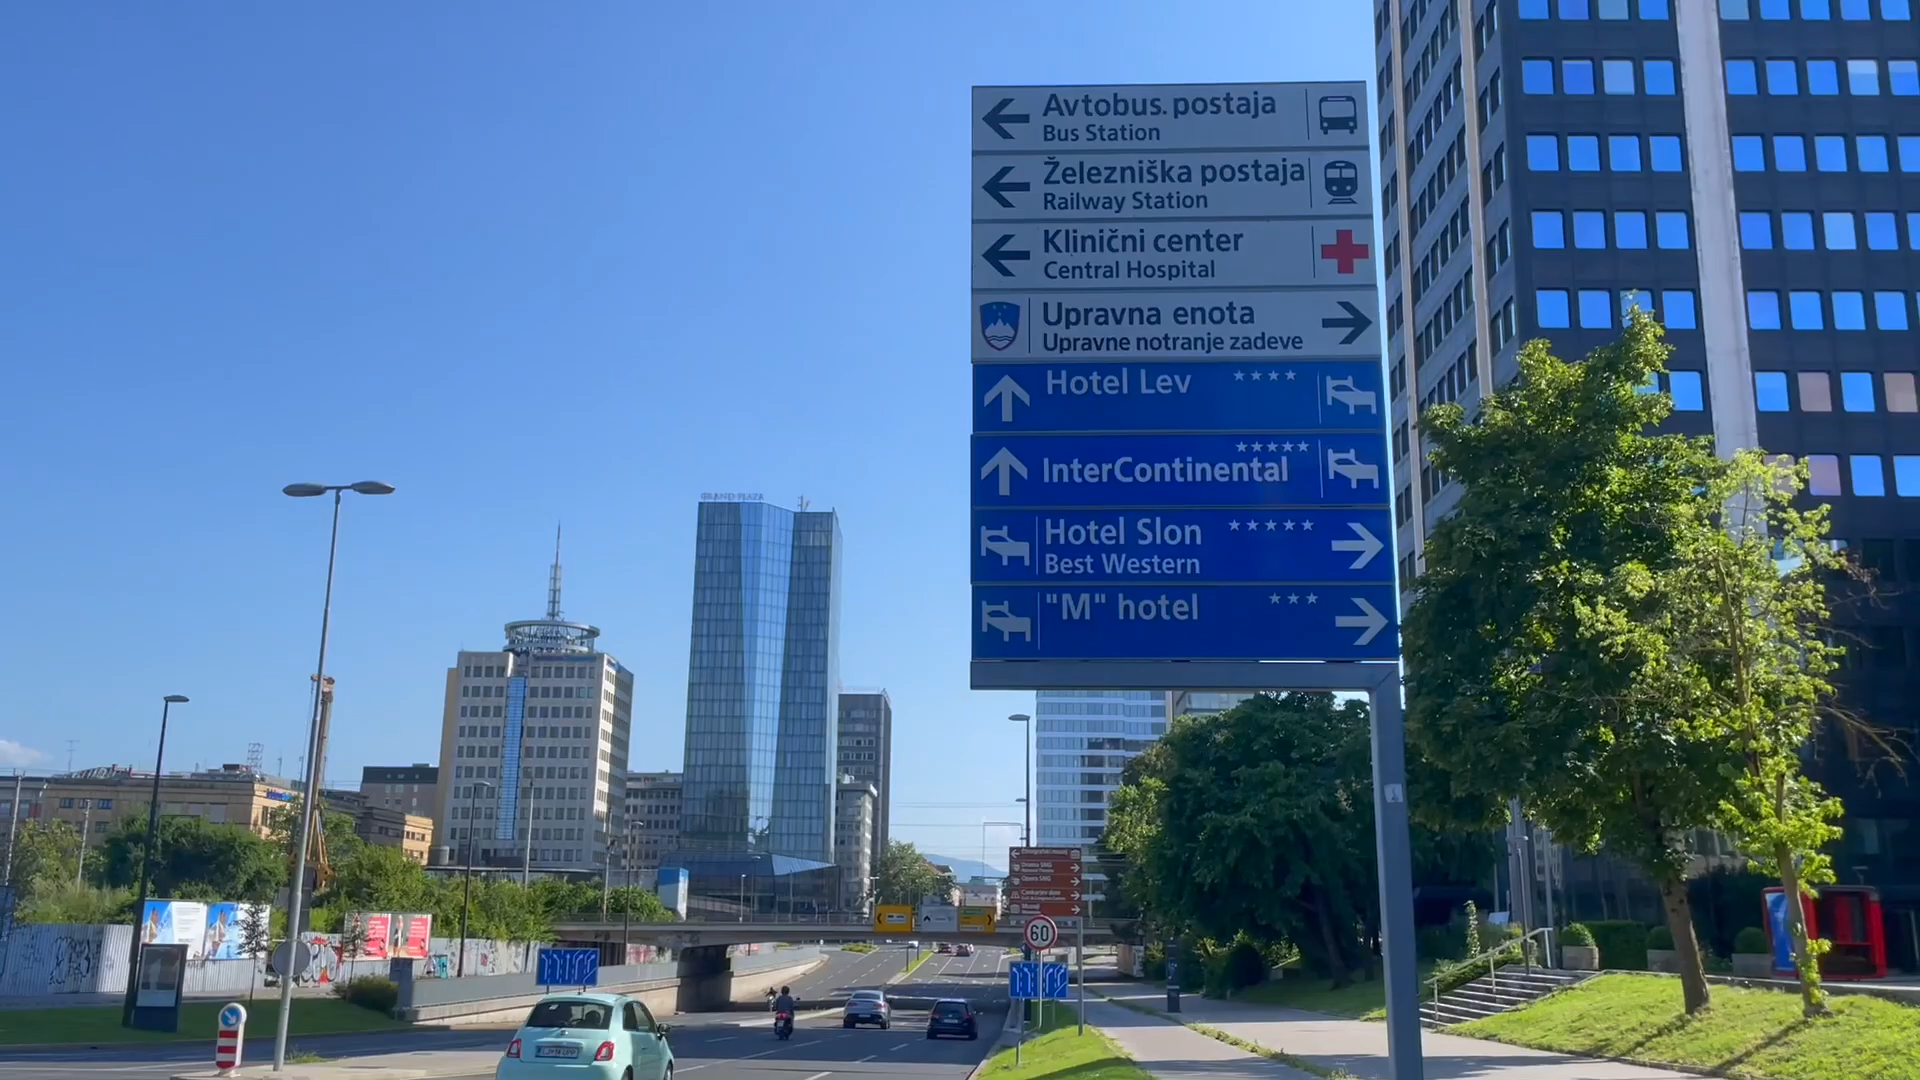 Avtobus. postaja
Bus Station
Železniška postaja
Railway Station
Klinični center
Central Hospital
Upravna enota
Upravne notranje zadeve
Hotel Lev
InterContinental
Hotel Slon
Best Western
"M" hotel
GRAND PLAZA
60